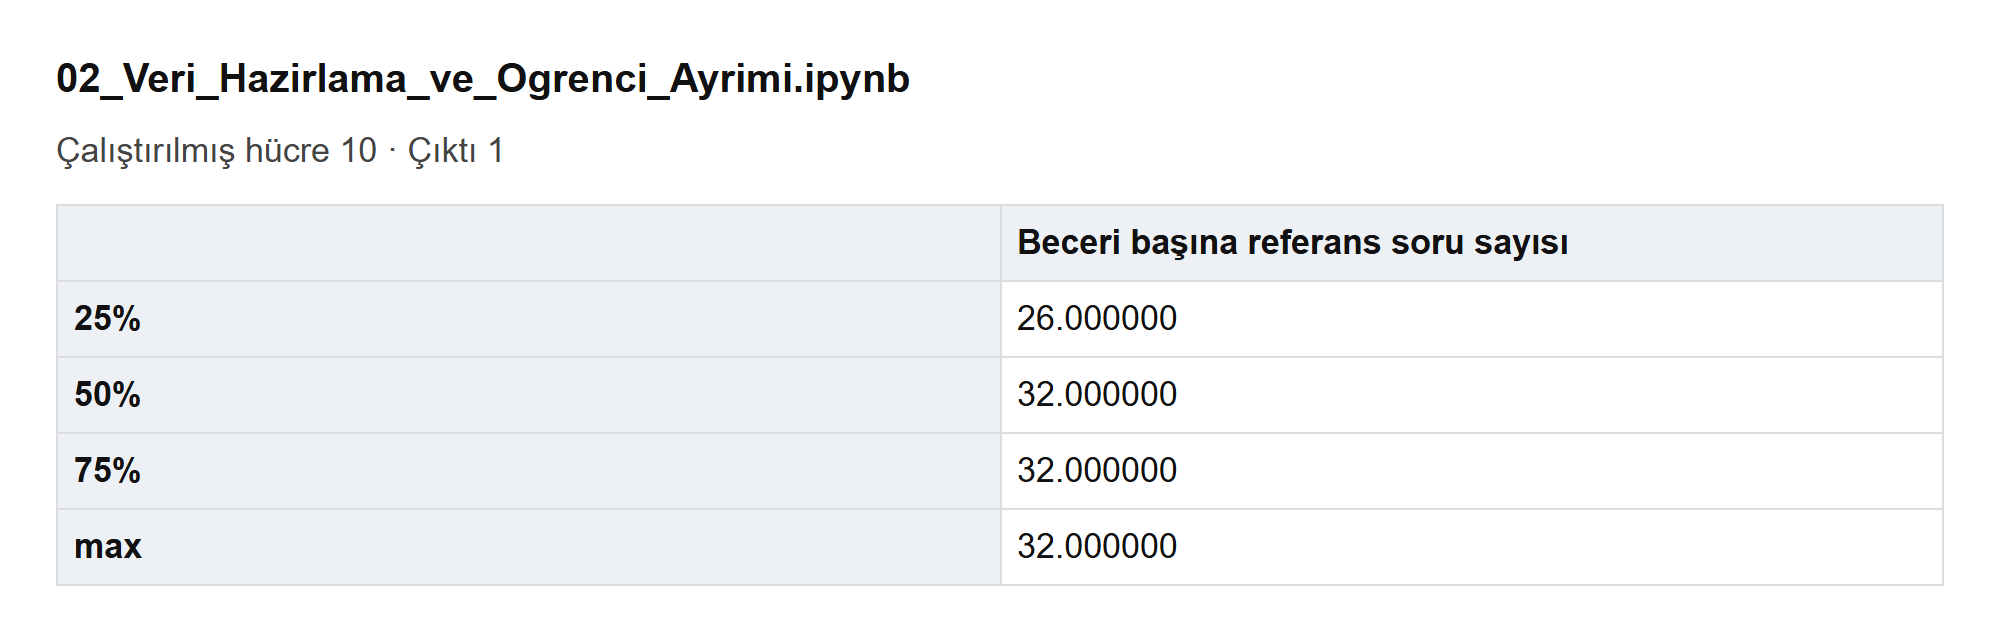 02_Veri_Hazirlama_ve_Ogrenci_Ayrimi.ipynb
Çalıştırılmış hücre 10 · Çıktı 1
Beceri başına referans soru sayısı
25% 26.000000
50% 32.000000
75% 32.000000
max 32.000000